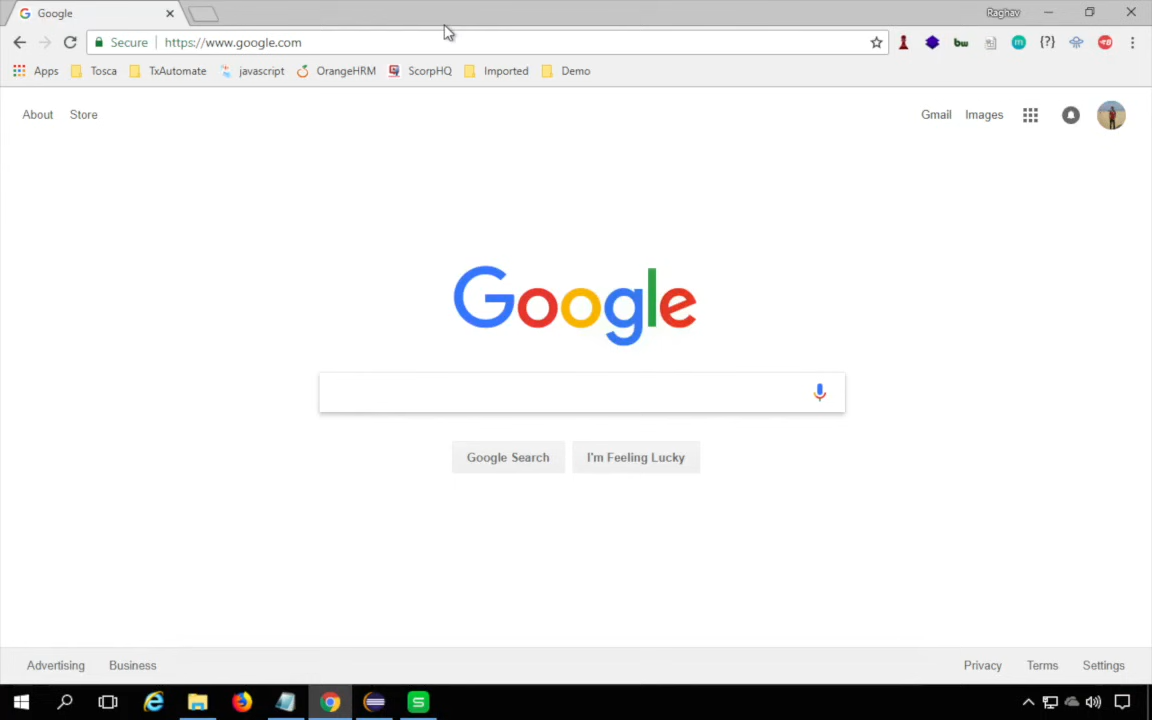 Google
Raghav
Secure https://www.google.com
bw {?}
Apps Tosca TxAutomate javascript OrangeHRM ScorpHQ Imported Demo
About Store Gmail Images
Google
Google Search I'm Feeling Lucky
Advertising Business Privacy Terms Settings
S